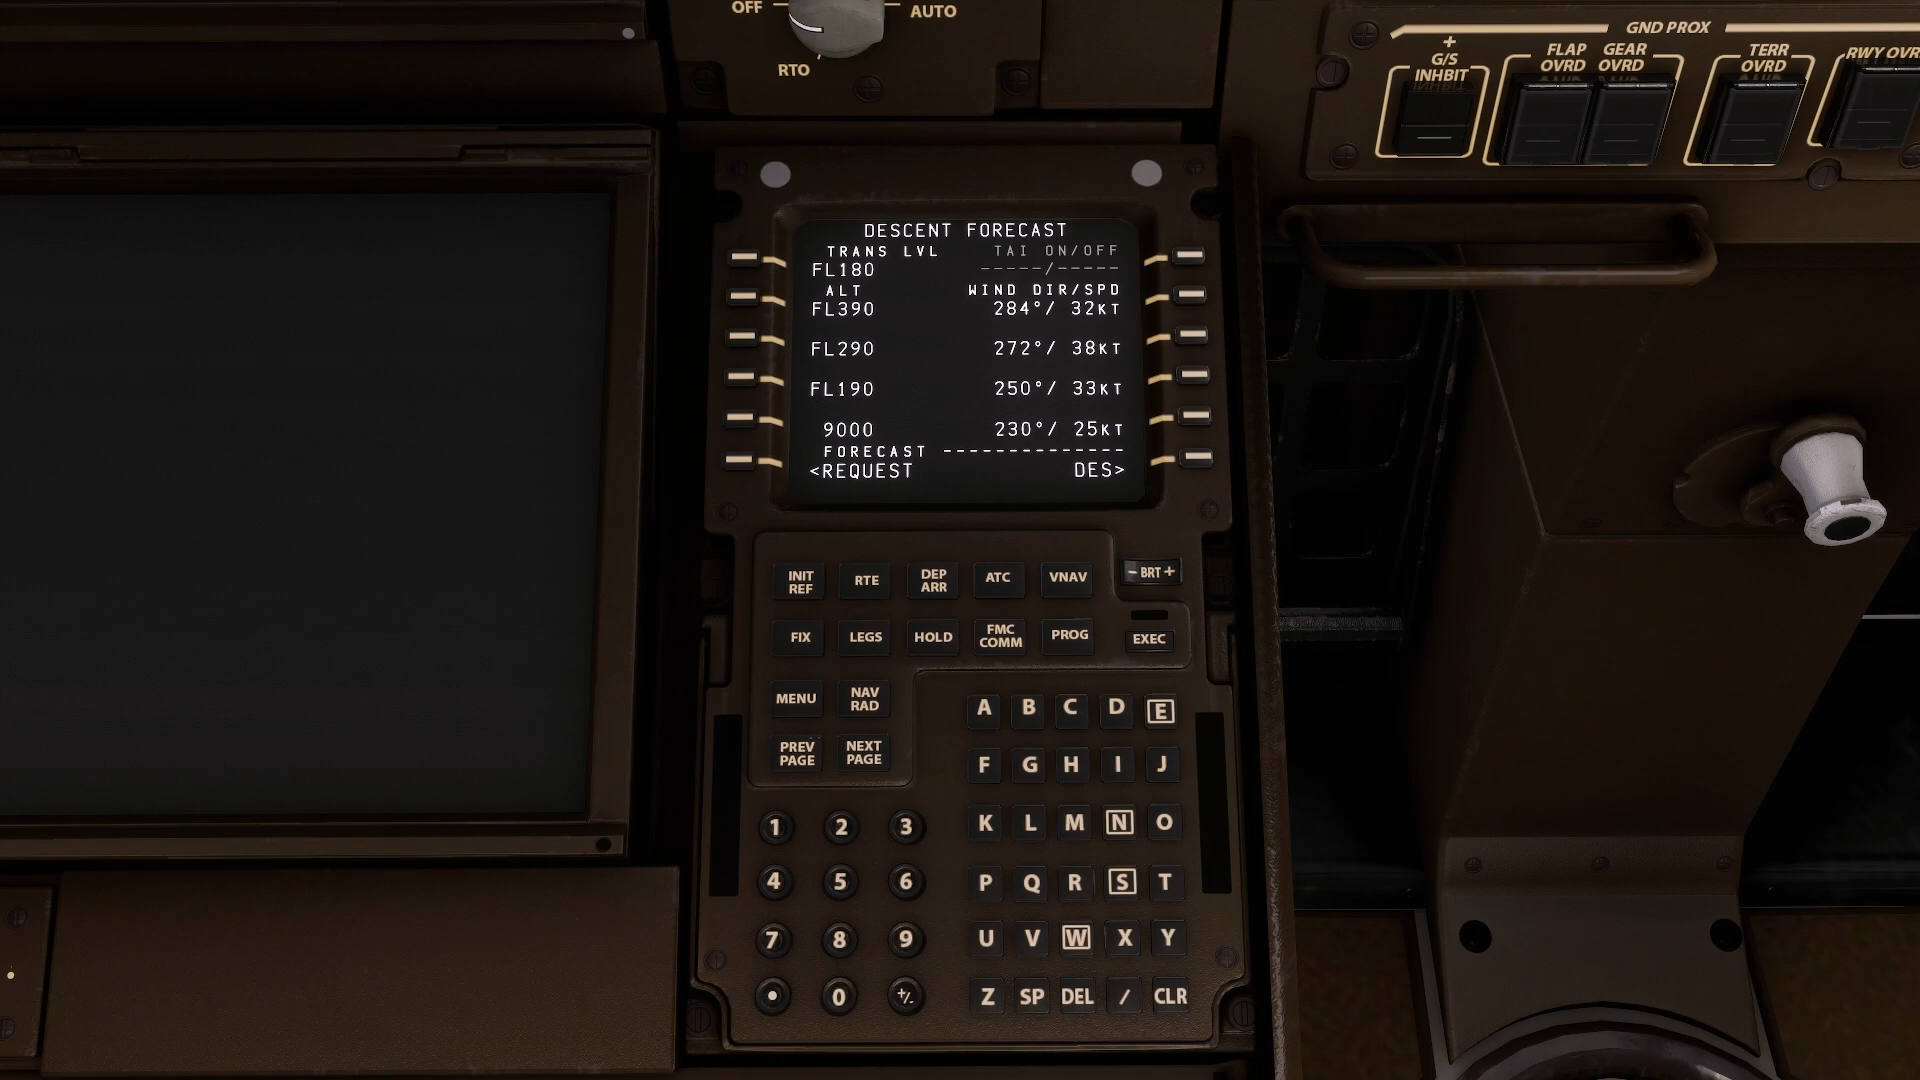 OFF
AUTO
RTO
GND PROX
+
G/S
INHBIT
FLAP
OVRD
GEAR
OVRD
TERR
OVRD
RWY OVR
DESCENT FORECAST
TRANS LVL TAI ON/OFF
FL180 -----/-----
ALT WIND DIR/SPD
FL390 284°/ 32KT
FL290 272°/ 38KT
FL190 250°/ 33KT
9000 230°/ 25KT
FORECAST --------------
<REQUEST DES>
INIT
REF
RTE
DEP
ARR
ATC
VNAV
- BRT +
FIX
LEGS
HOLD
FMC
COMM
PROG
EXEC
MENU
NAV
RAD
PREV
PAGE
NEXT
PAGE
A B C D E
F G H I J
K L M N O
P Q R S T
U V W X Y
Z SP DEL / CLR
1 2 3
4 5 6
7 8 9
. 0 +/-